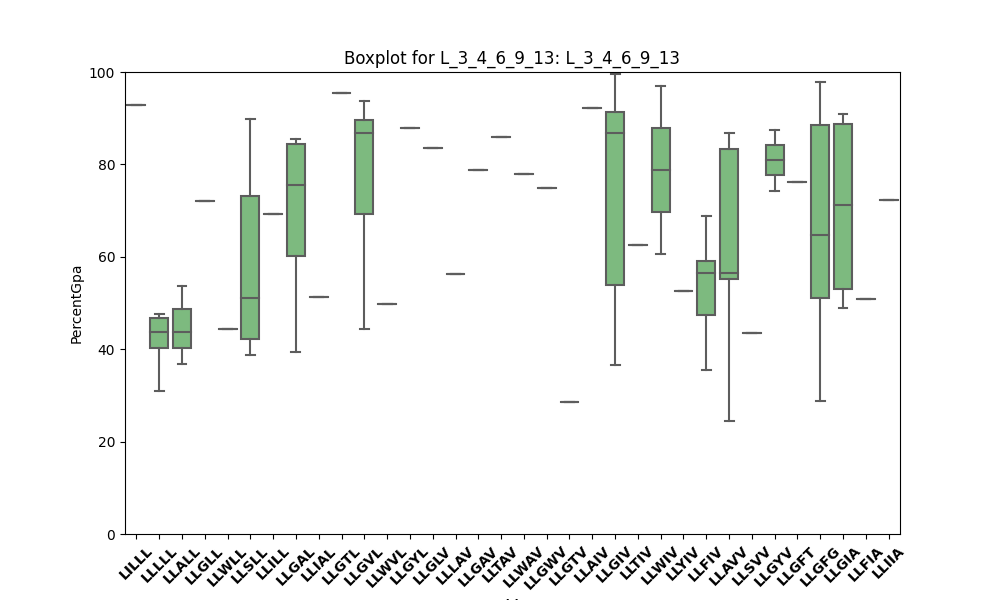 Boxplot for L_3_4_6_9_13: L_3_4_6_9_13
PercentGpa
100
80
60
40
20
0
LILLL
LLLLL
LLALL
LLGLL
LLWLL
LLSLL
LLILL
LLGAL
LLIAL
LLGTL
LLGVL
LLWVL
LLGYL
LLGLV
LLLAV
LLGAV
LLTAV
LLWAV
LLGWV
LLGTV
LLAIV
LLGIV
LLTIV
LLWIV
LLYIV
LLFIV
LLAVV
LLSVV
LLGYV
LLGFT
LLGFG
LLGIA
LLFIA
LLIIA